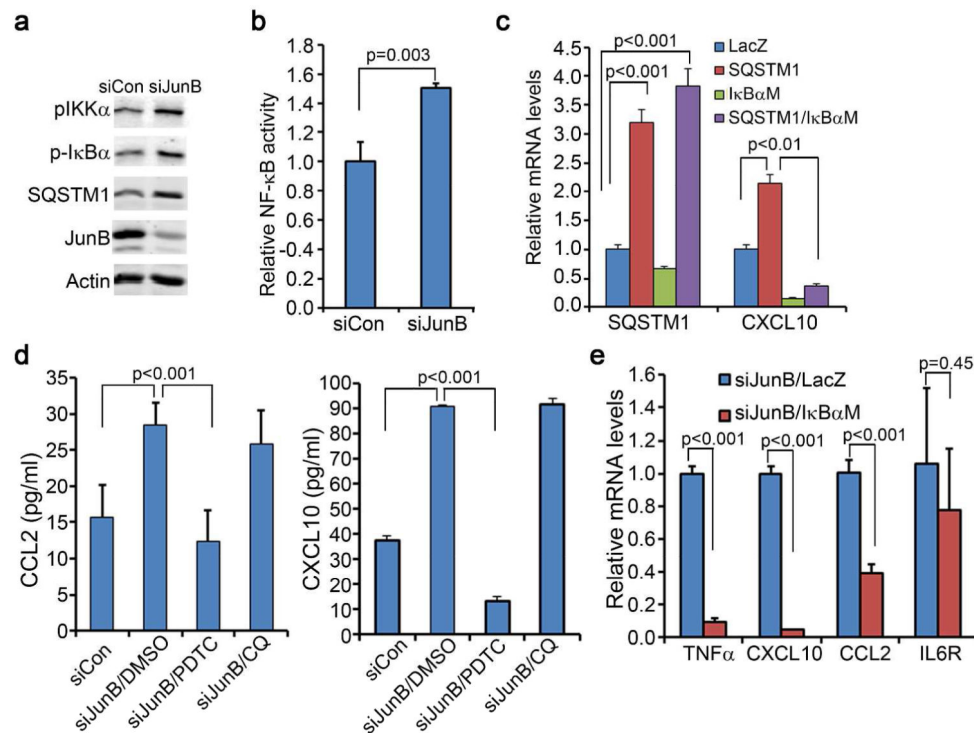 a
siCon siJunB
pIKKα
p-IκBα
SQSTM1
JunB
Actin
b
Relative NF-κB activity
1.8
1.6
1.4
1.2
1.0
0.8
0.6
-0.4
0.2
0.0
p=0.003
siCon siJunB
c
Relative mRNA levels
4.5
4.0
3.5
3.0
2.5
2.0
1.5
1.0
0.5
0.0
p<0.001
p<0.001
p<0.01
LacZ
SQSTM1
IκBαM
SQSTM1/IκBαM
SQSTM1 CXCL10
d
CCL2 (pg/ml)
35
30
25
20
15
10
5
0
p<0.001
siCon
siJunB/DMSO
siJunB/PDTC
siJunB/CQ
CXCL10 (pg/ml)
100
90
80
70
60
50
40
30
20
10
0
p<0.001
siCon
siJunB/DMSO
siJunB/PDTC
siJunB/CQ
e
Relative mRNA levels
1.6
1.4
1.2
1.0
0.8
0.6
0.4
0.2
0.0
siJunB/LacZ
siJunB/IκBαM
p<0.001
p<0.001
p<0.001
p=0.45
TNFα CXCL10 CCL2 IL6R